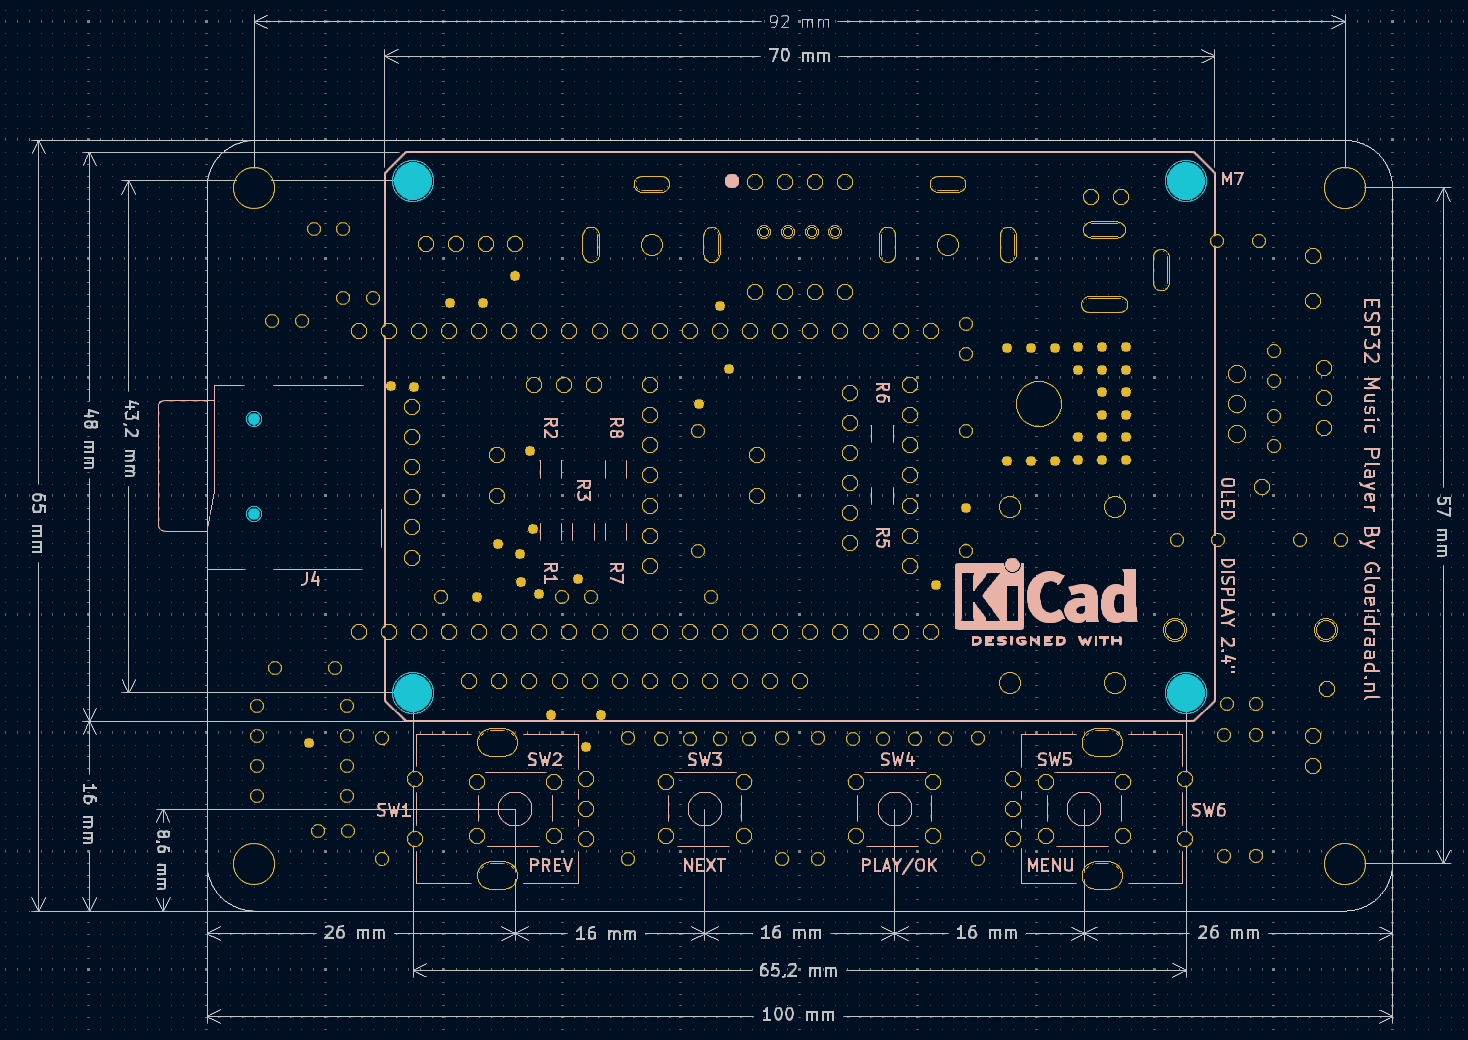 92 mm
70 mm
M7
ESP32 Music Player By Gloeidraad.nl
48 mm
43,2 mm
65 mm
57 mm
R6
R2
R8
R3
R5
R1
R7
J4
OLED DISPLAY 2.4"
KiCad
DESIGNED WITH
16 mm
8,6 mm
SW1
SW2
SW3
SW4
SW5
SW6
PREV
NEXT
PLAY/OK
MENU
26 mm
16 mm
16 mm
16 mm
26 mm
65,2 mm
100 mm